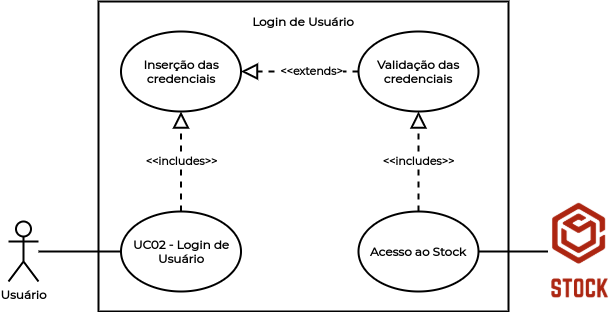 Login de Usuário
Inserção das
credenciais
<<extends>
Validação das
credenciais
<<includes>>
<<includes>>
UC02 - Login de
Usuário
Acesso ao Stock
Usuário
STOCK